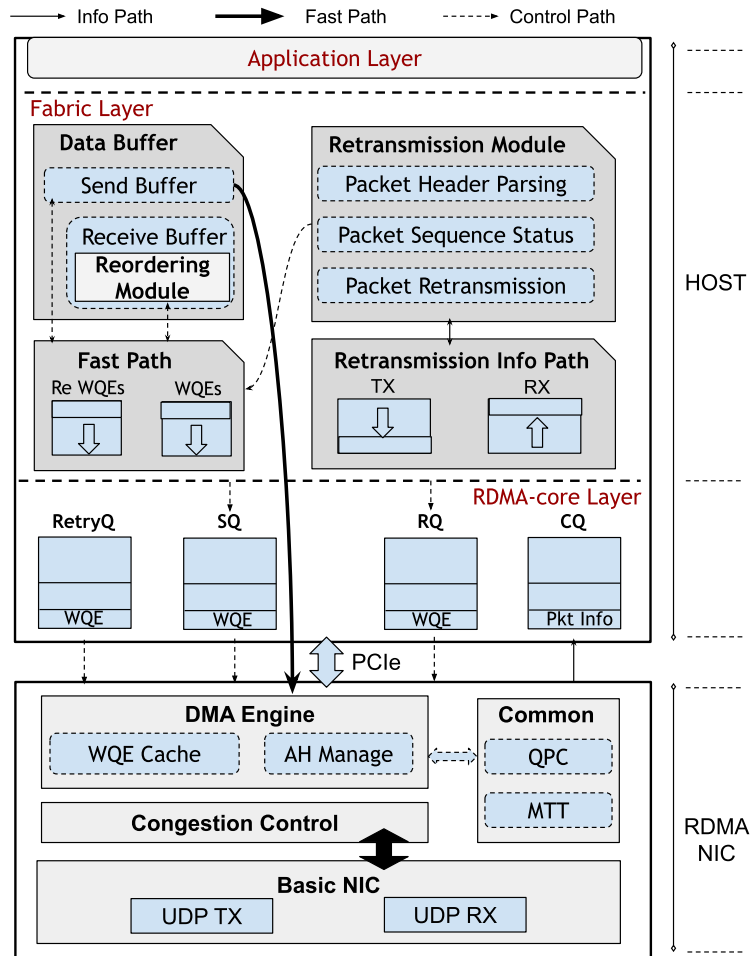 Info Path
Fast Path
Control Path
Application Layer
Fabric Layer
Data Buffer
Send Buffer
Receive Buffer
Reordering
Module
Retransmission Module
Packet Header Parsing
Packet Sequence Status
Packet Retransmission
HOST
Fast Path
Re WQEs
WQEs
Retransmission Info Path
TX
RX
RDMA-core Layer
RetryQ
SQ
RQ
CQ
WQE
WQE
WQE
Pkt Info
PCIe
DMA Engine
WQE Cache
AH Manage
Common
QPC
MTT
Congestion Control
RDMA
NIC
Basic NIC
UDP TX
UDP RX